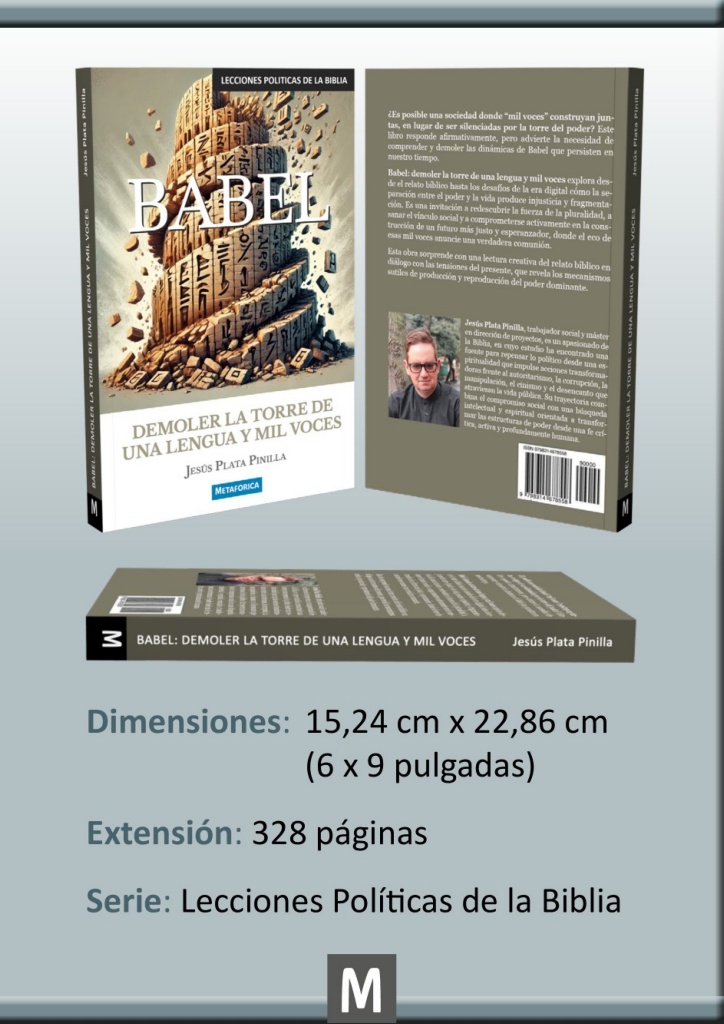 Jesús Plata Pinilla
BABEL: DEMOLER LA TORRE DE UNA LENGUA Y MIL VOCES
M
LECCIONES POLITICAS DE LA BIBLIA
BABEL
DEMOLER LA TORRE DE
UNA LENGUA Y MIL VOCES
JESÚS PLATA PINILLA
METAFORICA
¿Es posible una sociedad donde “mil voces” construyan jun-
tas, en lugar de ser silenciadas por la torre del poder? Este
libro responde afirmativamente, pero advierte la necesidad de
comprender y demoler las dinámicas de Babel que persisten en
nuestro tiempo.
Babel: demoler la torre de una lengua y mil voces explora des-
de el relato bíblico hasta los desafíos de la era digital cómo la se-
paración entre el poder y la vida produce injusticia y fragmenta-
ción. Es una invitación a redescubrir la fuerza de la pluralidad, a
sanar el vínculo social y a comprometerse activamente en la cons-
trucción de un futuro más justo y esperanzador, donde el eco de
esas mil voces anuncie una verdadera comunión.
Esta obra sorprende con una lectura creativa del relato bíblico en
diálogo con las tensiones del presente, que revela los mecanismos
sutiles de producción y reproducción del poder dominante.
Jesús Plata Pinilla, trabajador social y máster
en dirección de proyectos, es un apasionado de
la Biblia, en cuyo estudio ha encontrado una
fuente para repensar lo político desde una es-
piritualidad que impulse acciones transforma-
doras frente al autoritarismo, la corrupción, la
manipulación, el cinismo y el desencanto que
atraviesan la vida pública. Su trayectoria com-
bina el compromiso social con una búsqueda
intelectual y espiritual orientada a transfor-
mar las estructuras de poder desde una fe crí-
tica, activa y profundamente humana.
90000
Jesús Plata Pinilla
BABEL: DEMOLER LA TORRE DE UNA LENGUA Y MIL VOCES
M
M BABEL: DEMOLER LA TORRE DE UNA LENGUA Y MIL VOCES Jesús Plata Pinilla
Dimensiones: 15,24 cm x 22,86 cm
(6 x 9 pulgadas)
Extensión: 328 páginas
Serie: Lecciones Políticas de la Biblia
M